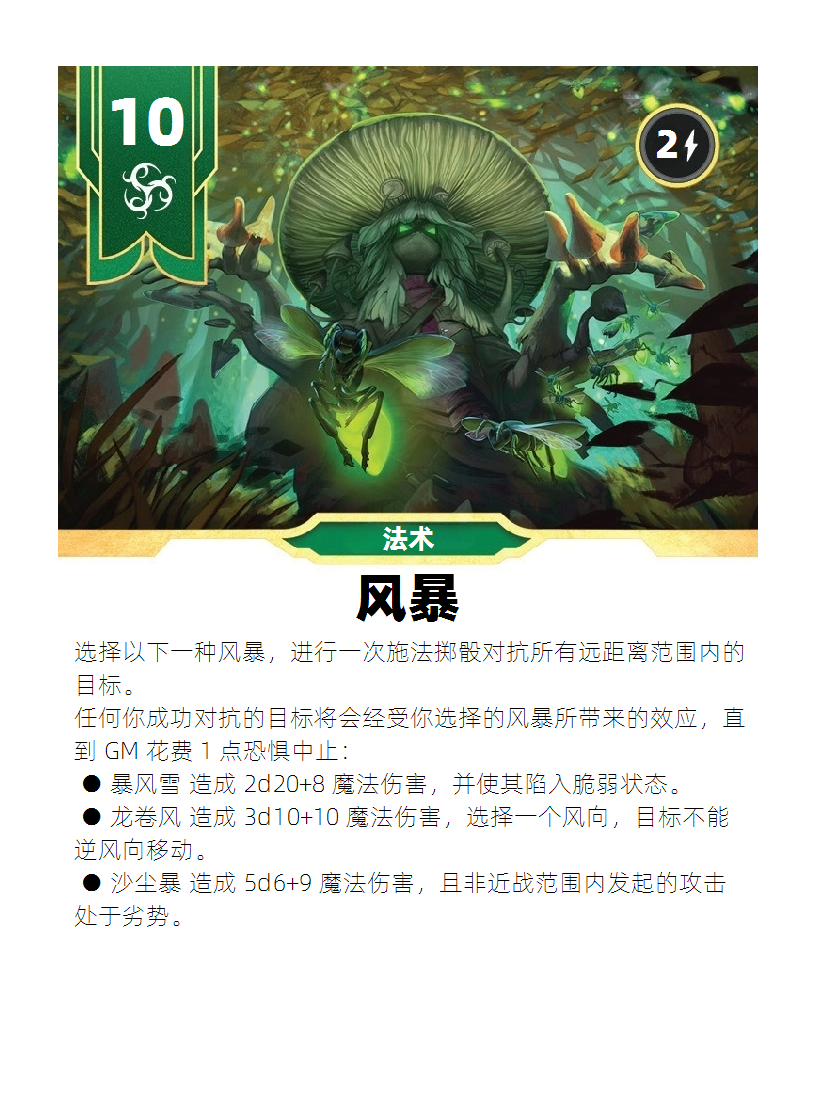 10
2
法术
风暴
选择以下一种风暴，进行一次施法掷骰对抗所有远距离范围内的
目标。
任何你成功对抗的目标将会经受你选择的风暴所带来的效应，直
到 GM 花费 1 点恐惧中止：
● 暴风雪 造成 2d20+8 魔法伤害，并使其陷入脆弱状态。
● 龙卷风 造成 3d10+10 魔法伤害，选择一个风向，目标不能
逆风向移动。
● 沙尘暴 造成 5d6+9 魔法伤害，且非近战范围内发起的攻击
处于劣势。